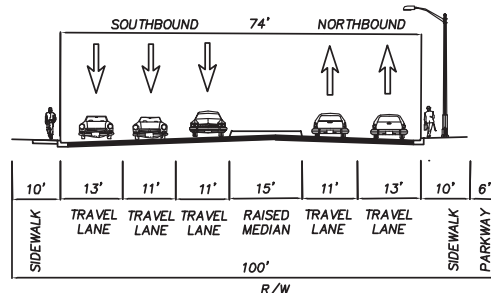 SOUTHBOUND 74' NORTHBOUND
10' 13' 11' 11' 15' 11' 13' 10' 6'
SIDEWALK
TRAVEL LANE
TRAVEL LANE
TRAVEL LANE
RAISED MEDIAN
TRAVEL LANE
TRAVEL LANE
SIDEWALK
PARKWAY
100'
R/W